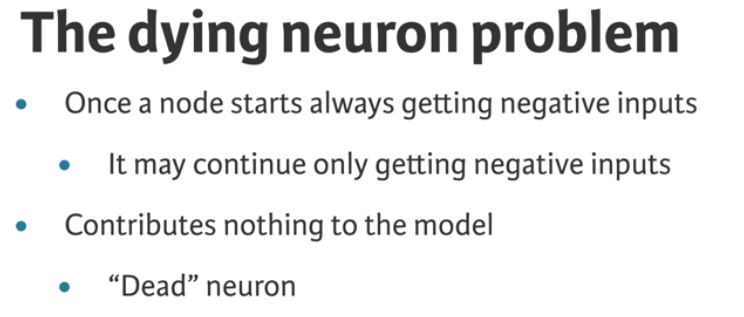 The dying neuron problem
• Once a node starts always getting negative inputs
• It may continue only getting negative inputs
• Contributes nothing to the model
• “Dead” neuron